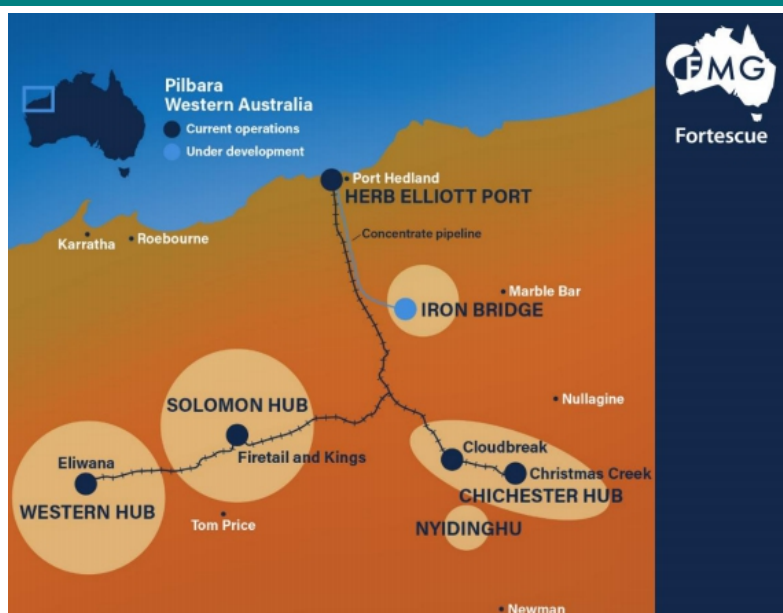 Pilbara
Western Australia
Current operations
Under development
FMG
Fortescue
Port Hedland
HERB ELLIOTT PORT
Karratha
Roebourne
Concentrate pipeline
Marble Bar
IRON BRIDGE
Nullagine
SOLOMON HUB
Firetail and Kings
Eliwana
WESTERN HUB
Tom Price
Cloudbreak
Christmas Creek
CHICHESTER HUB
NYIDINGHU
Newman